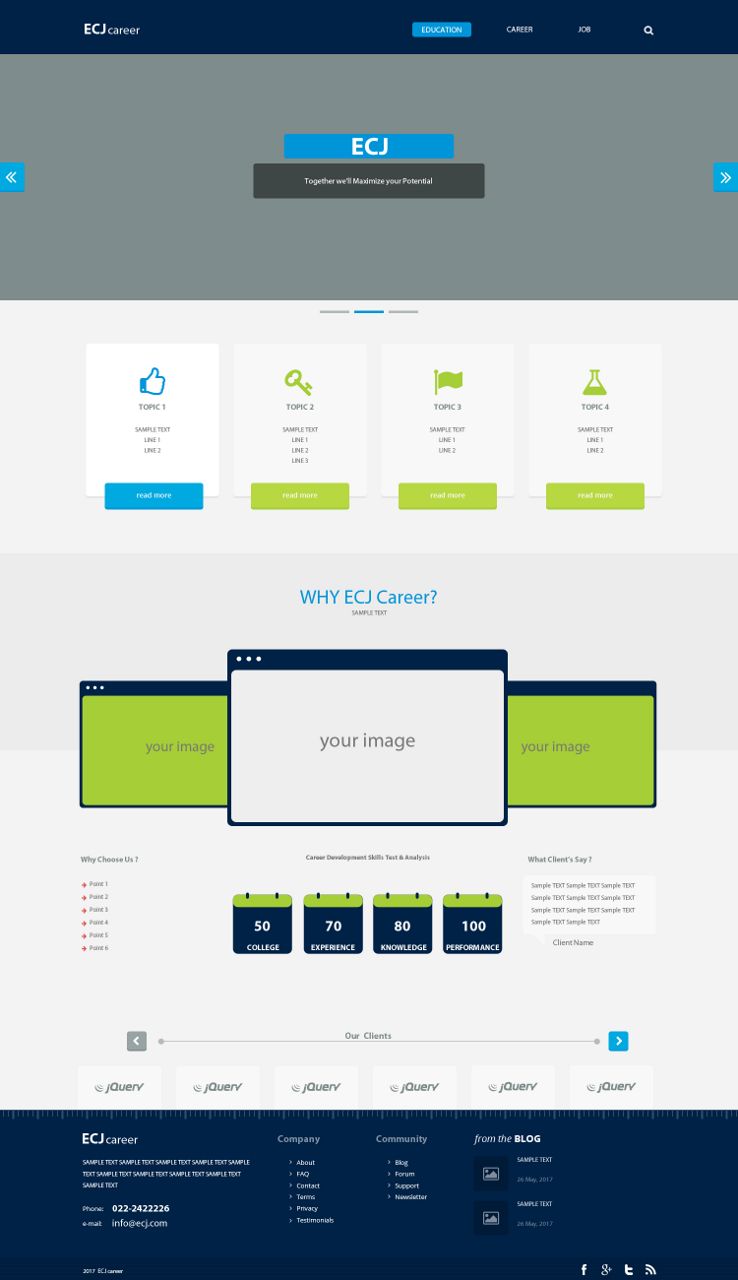 ECJ career
EDUCATION CAREER JOB
ECJ
Together we'll Maximize your Potential
TOPIC 1
SAMPLE TEXT
LINE 1
LINE 2
read more
TOPIC 2
SAMPLE TEXT
LINE 1
LINE 2
LINE 3
read more
TOPIC 3
SAMPLE TEXT
LINE 1
LINE 2
read more
TOPIC 4
SAMPLE TEXT
LINE 1
LINE 2
read more
WHY ECJ Career?
SAMPLE TEXT
your image
your image
your image
Why Choose Us ?
Point 1
Point 2
Point 3
Point 4
Point 5
Point 6
Career Development Skills Test & Analysis
50
COLLEGE
70
EXPERIENCE
80
KNOWLEDGE
100
PERFORMANCE
What Client's Say ?
Sample TEXT Sample TEXT Sample TEXT
Sample TEXT Sample TEXT Sample TEXT
Sample TEXT Sample TEXT Sample TEXT
Sample TEXT Sample TEXT
Client Name
Our Clients
jQuery jQuery jQuery jQuery jQuery jQuery
ECJ career
SAMPLE TEXT SAMPLE TEXT SAMPLE TEXT SAMPLE TEXT SAMPLE
TEXT SAMPLE TEXT SAMPLE TEXT SAMPLE TEXT SAMPLE TEXT
SAMPLE TEXT
Phone: 022-2422226
e-mail: info@ecj.com
Company
About
FAQ
Contact
Terms
Privacy
Testimonials
Community
Blog
Forum
Support
Newsletter
from the BLOG
SAMPLE TEXT
26 May, 2017
SAMPLE TEXT
26 May, 2017
2017 ECJ career